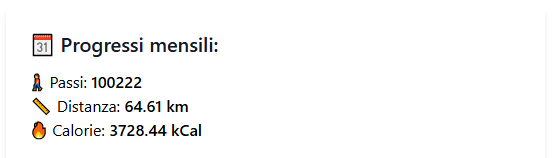 Progressi mensili:
Passi: 100222
Distanza: 64.61 km
Calorie: 3728.44 kCal